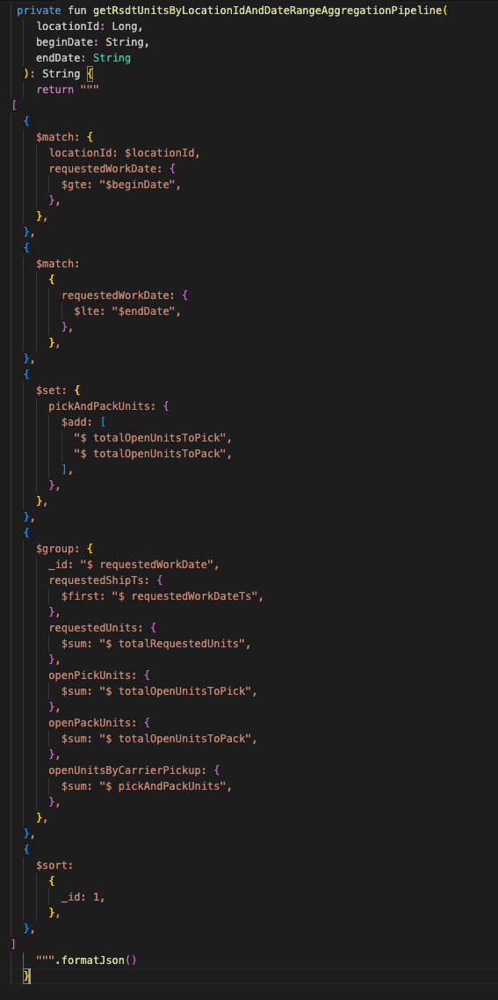 private fun getRsdtUnitsByLocationIdAndDateRangeAggregationPipeline(
    locationId: Long,
    beginDate: String,
    endDate: String
  ): String {
    return """
[
  {
    $match: {
      locationId: $locationId,
      requestedWorkDate: {
        $gte: "$beginDate",
      },
    },
  },
  {
    $match:
      {
        requestedWorkDate: {
          $lte: "$endDate",
        },
      },
  },
  {
    $set: {
      pickAndPackUnits: {
        $add: [
          "$ totalOpenUnitsToPick",
          "$ totalOpenUnitsToPack",
        ],
      },
    },
  },
  {
    $group: {
      _id: "$ requestedWorkDate",
      requestedShipTs: {
        $first: "$ requestedWorkDateTs",
      },
      requestedUnits: {
        $sum: "$ totalRequestedUnits",
      },
      openPickUnits: {
        $sum: "$ totalOpenUnitsToPick",
      },
      openPackUnits: {
        $sum: "$ totalOpenUnitsToPack",
      },
      openUnitsByCarrierPickup: {
        $sum: "$ pickAndPackUnits",
      },
    },
  },
  {
    $sort:
      {
        _id: 1,
      },
  },
]
    """.formatJson()
  }